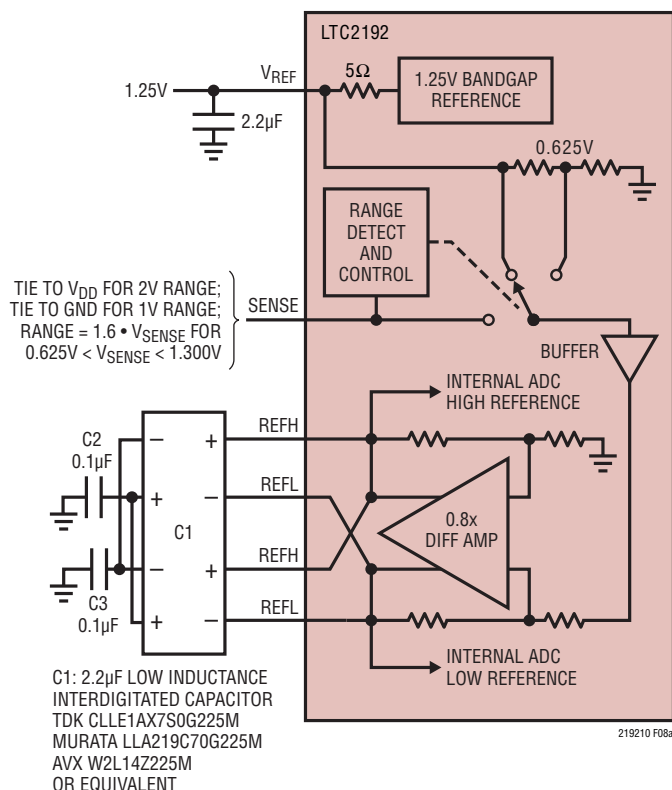 LTC2192
VREF
5Ω
1.25V
1.25V BANDGAP
REFERENCE
2.2µF
0.625V
RANGE
DETECT
AND
CONTROL
TIE TO VDD FOR 2V RANGE;
TIE TO GND FOR 1V RANGE;
RANGE = 1.6 • VSENSE FOR
0.625V < VSENSE < 1.300V
SENSE
BUFFER
INTERNAL ADC
HIGH REFERENCE
C2
0.1µF
– +
REFH
+ –
REFL
C1
0.8x
DIFF AMP
– +
REFH
C3
0.1µF
+ –
REFL
INTERNAL ADC
LOW REFERENCE
C1: 2.2µF LOW INDUCTANCE
INTERDIGITATED CAPACITOR
TDK CLLE1AX7S0G225M
MURATA LLA219C70G225M
AVX W2L14Z225M
OR EQUIVALENT
219210 F08a